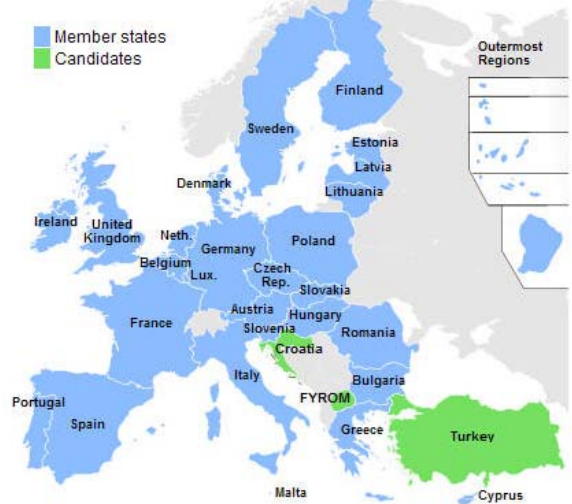 Member states
Candidates
Outermost
Regions
Finland
Sweden
Estonia
Latvia
Lithuania
Denmark
Ireland
United
Kingdom
Neth.
Belgium
Lux.
Germany
Poland
Czech
Rep.
Slovakia
Austria
Hungary
Slovenia
France
Romania
Croatia
Italy
Bulgaria
FYROM
Portugal
Spain
Greece
Turkey
Malta
Cyprus